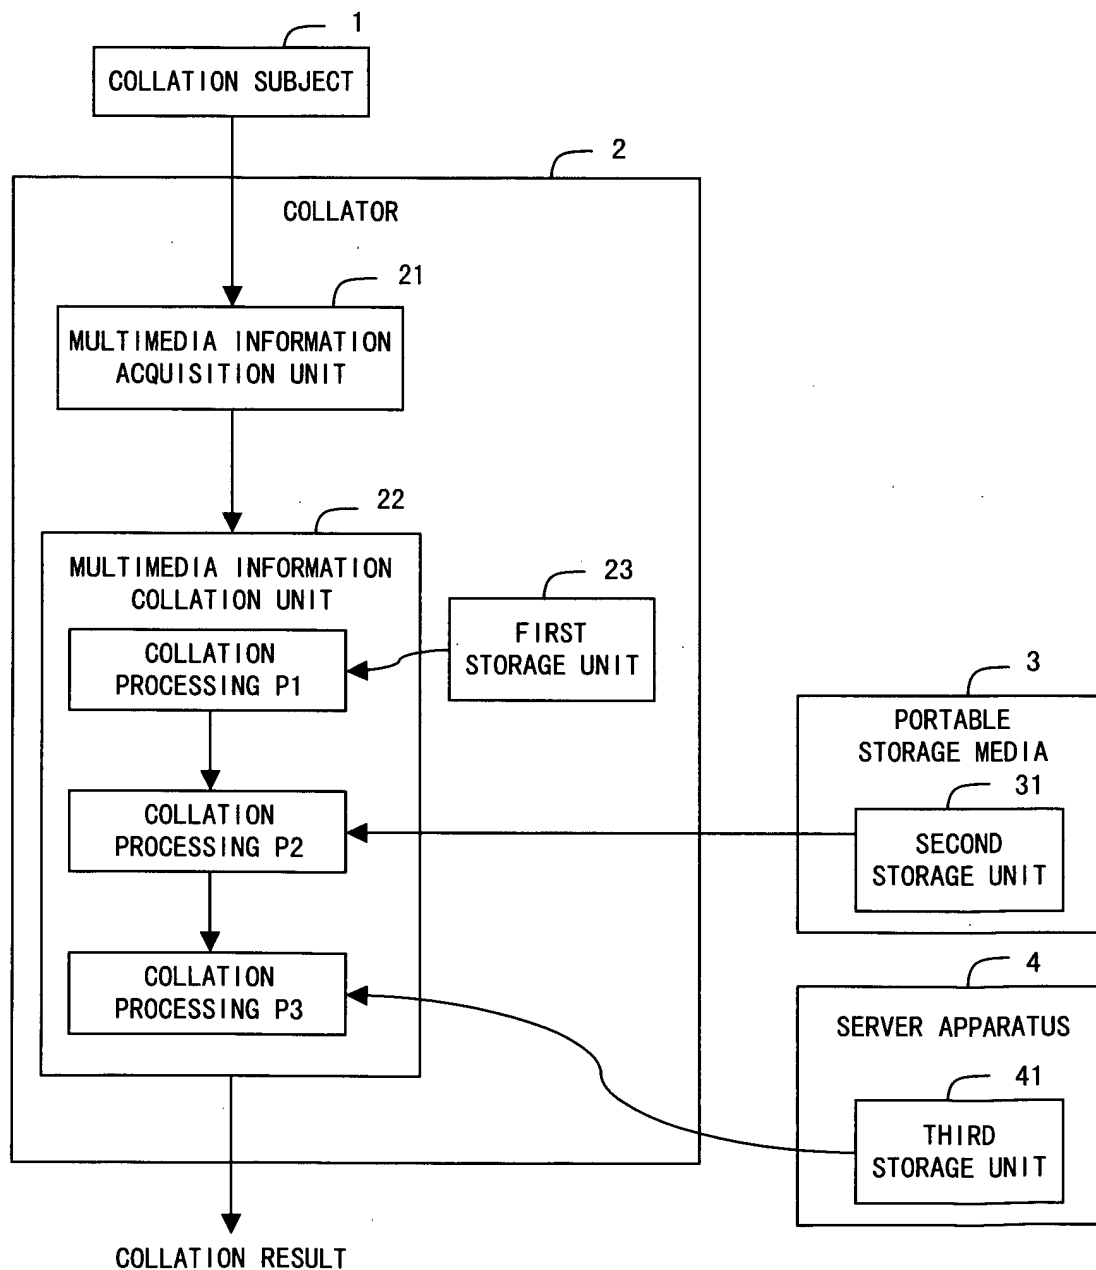 1
COLLATION SUBJECT
2
COLLATOR
21
MULTIMEDIA INFORMATION
ACQUISITION UNIT
22
MULTIMEDIA INFORMATION
COLLATION UNIT
23
FIRST
STORAGE UNIT
COLLATION
PROCESSING P1
3
PORTABLE
STORAGE MEDIA
31
SECOND
STORAGE UNIT
COLLATION
PROCESSING P2
COLLATION
PROCESSING P3
4
SERVER APPARATUS
41
THIRD
STORAGE UNIT
COLLATION RESULT